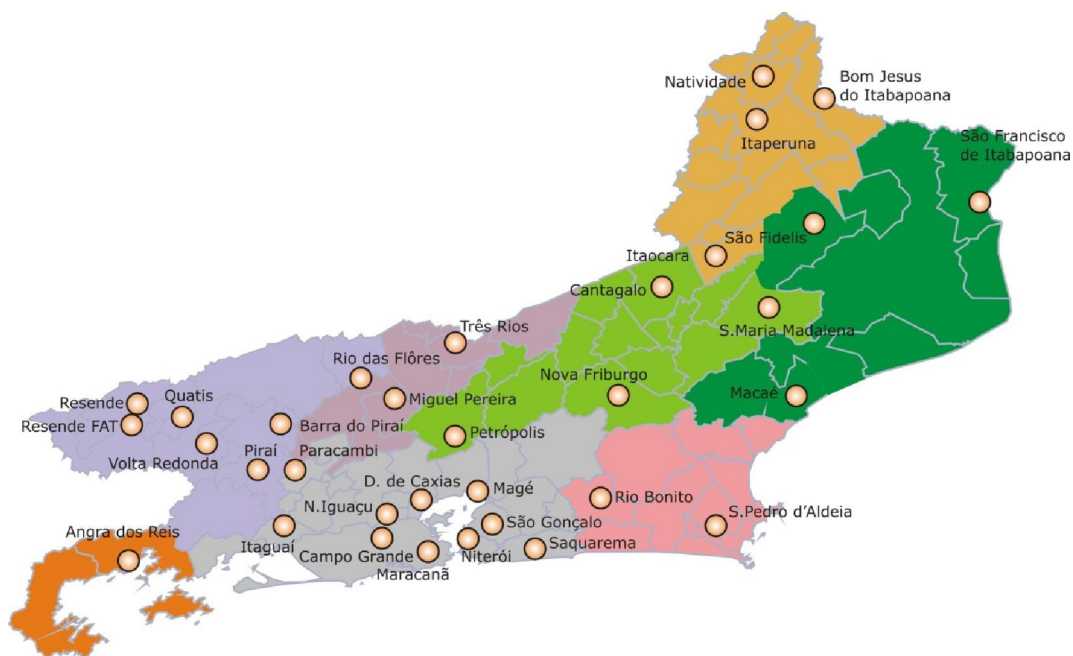 Natividade
Bom Jesus
do Itabapoana
Itaperuna
São Francisco
de Itabapoana
São Fidelis
Itaocara
Cantagalo
S.Maria Madalena
Três Rios
Rio das Flôres
Nova Friburgo
Macaé
Miguel Pereira
Quatis
Resende
Resende FAT
Barra do Piraí
Petrópolis
Volta Redonda
Piraí
Paracambi
D. de Caxias
Magé
Rio Bonito
N.Iguaçu
São Gonçalo
S.Pedro d'Aldeia
Angra dos Reis
Itaguaí
Campo Grande
Niterói
Saquarema
Maracanã